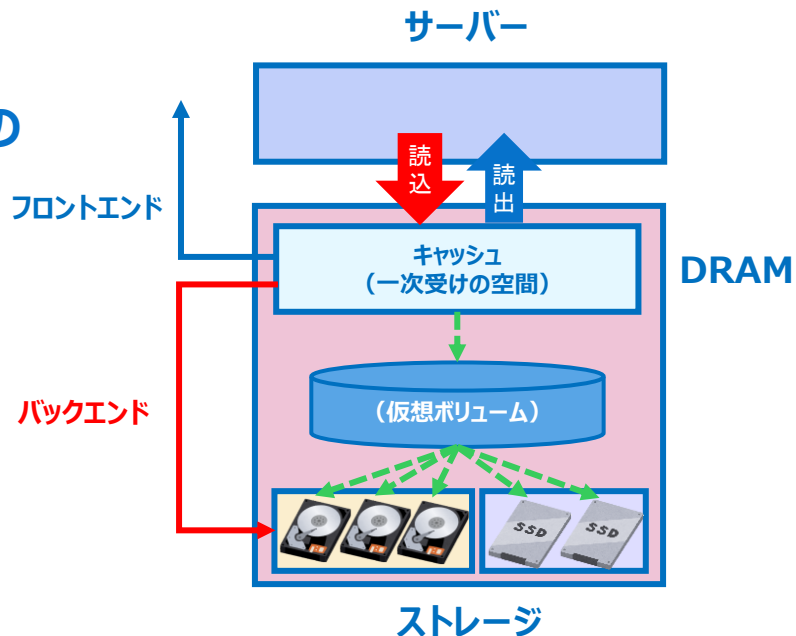 サーバー
の
読込
読出
フロントエンド
キャッシュ
（一次受けの空間）
DRAM
（仮想ボリューム）
バックエンド
SSD
SSD
ストレージ